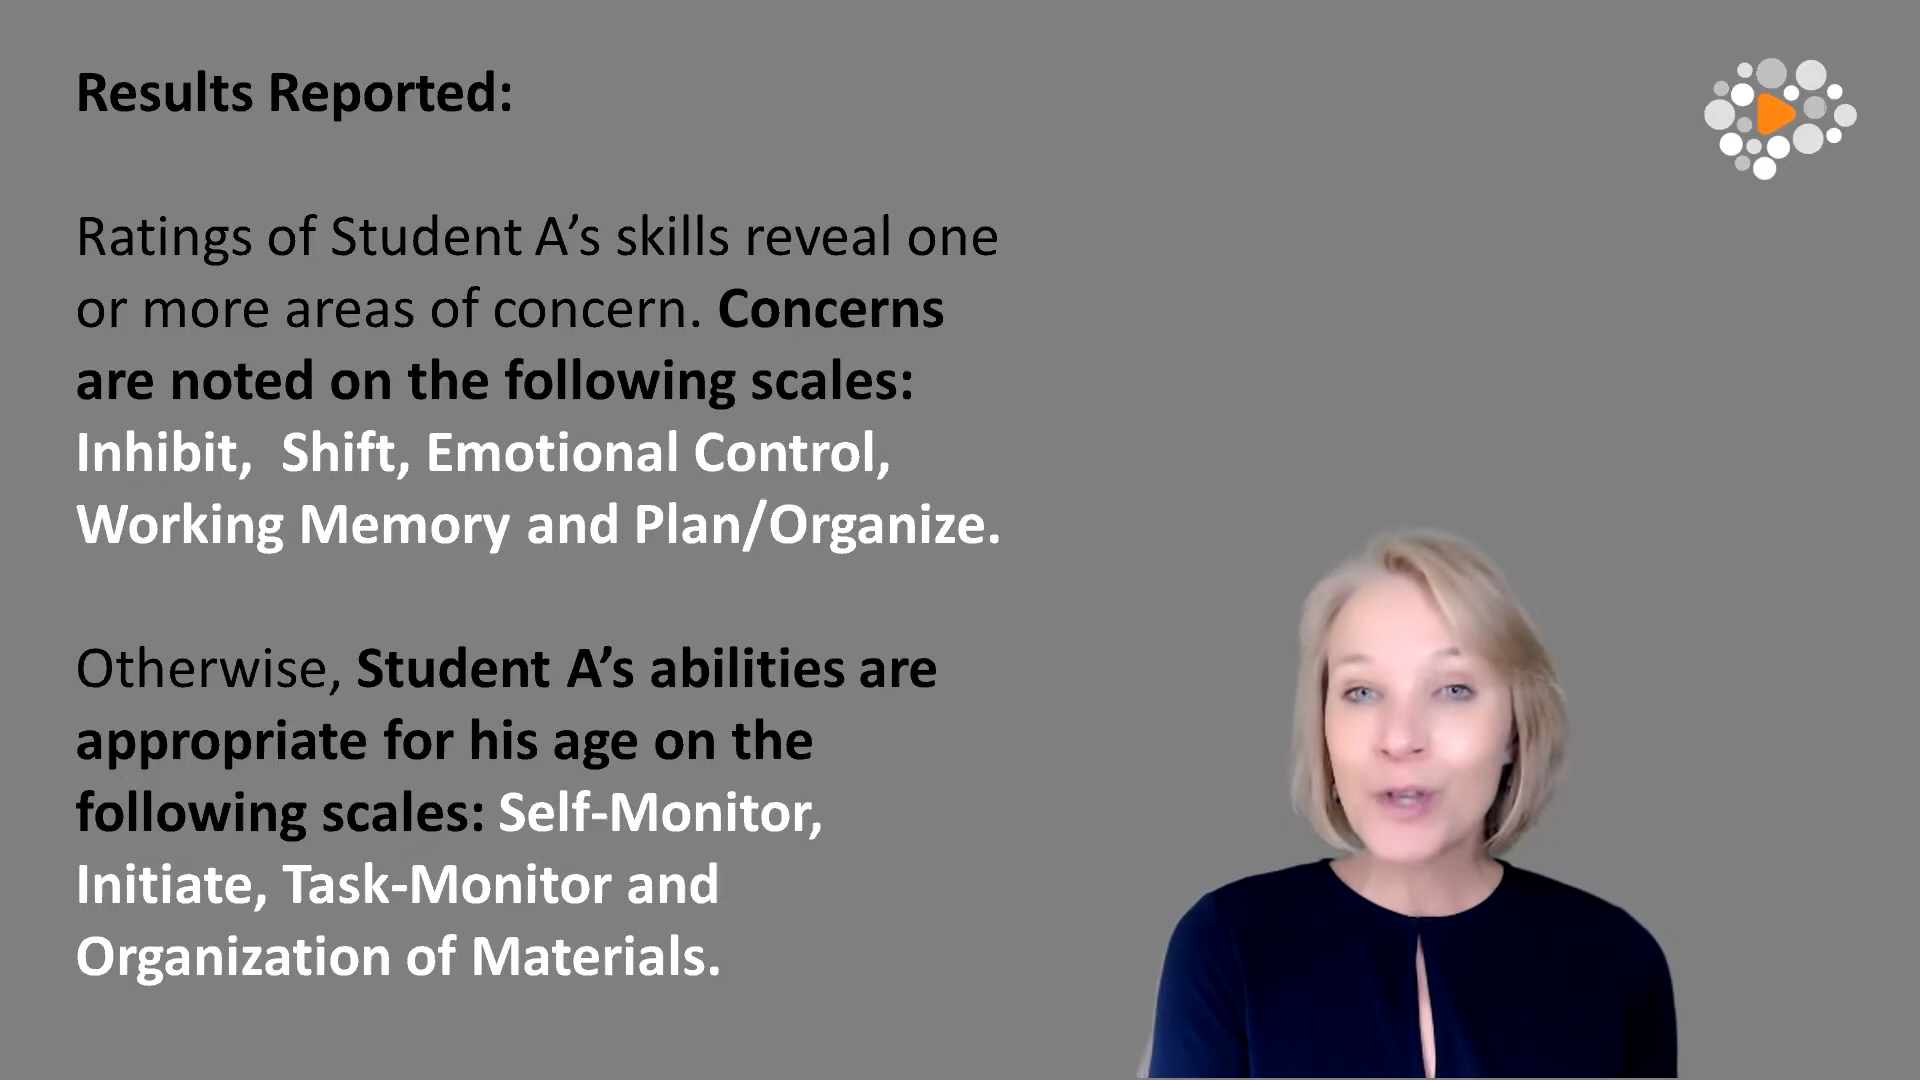 Results Reported:
Ratings of Student A’s skills reveal one
or more areas of concern. Concerns
are noted on the following scales:
Inhibit,  Shift, Emotional Control,
Working Memory and Plan/Organize.
Otherwise, Student A’s abilities are
appropriate for his age on the
following scales: Self-Monitor,
Initiate, Task-Monitor and
Organization of Materials.